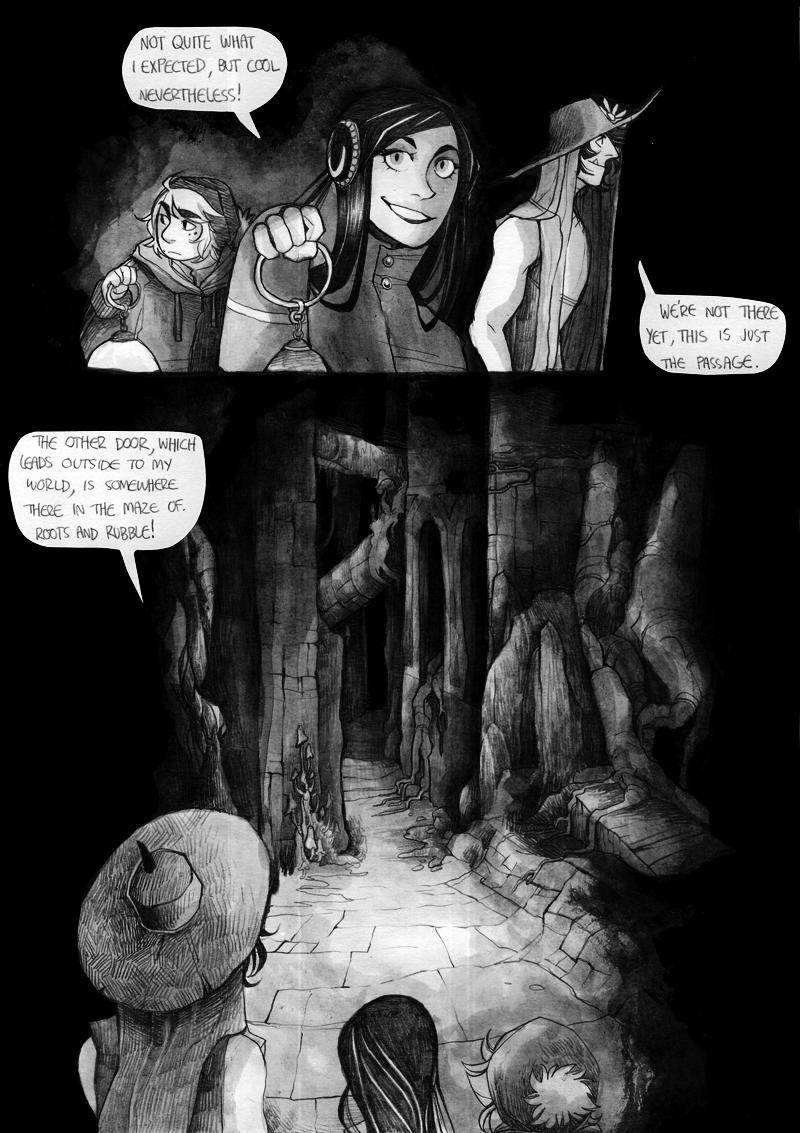 NOT QUITE WHAT
I EXPECTED, BUT COOL
NEVERTHELESS!
WE'RE NOT THERE
YET, THIS IS JUST
THE PASSAGE.
THE OTHER DOOR, WHICH
LEADS OUTSIDE TO MY
WORLD, IS SOMEWHERE
THERE IN THE MAZE OF.
ROOTS AND RUBBLE!